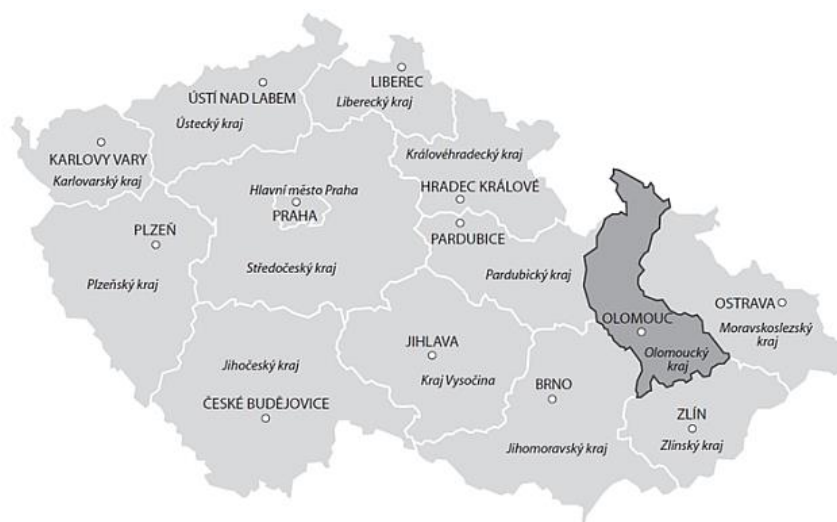 LIBEREC
Liberecký kraj
ÚSTÍ NAD LABEM
Ústecký kraj
KARLOVY VARY
Karlovarský kraj
Královéhradecký kraj
HRADEC KRÁLOVÉ
Hlavní město Praha
PRAHA
PLZEŇ
Plzeňský kraj
Středočeský kraj
PARDUBICE
Pardubický kraj
OSTRAVA
Moravskoslezský
kraj
OLOMOUC
Olomoucký
kraj
JIHLAVA
Kraj Vysočina
Jihočeský kraj
ČESKÉ BUDĚJOVICE
BRNO
Jihomoravský kraj
ZLÍN
Zlínský kraj